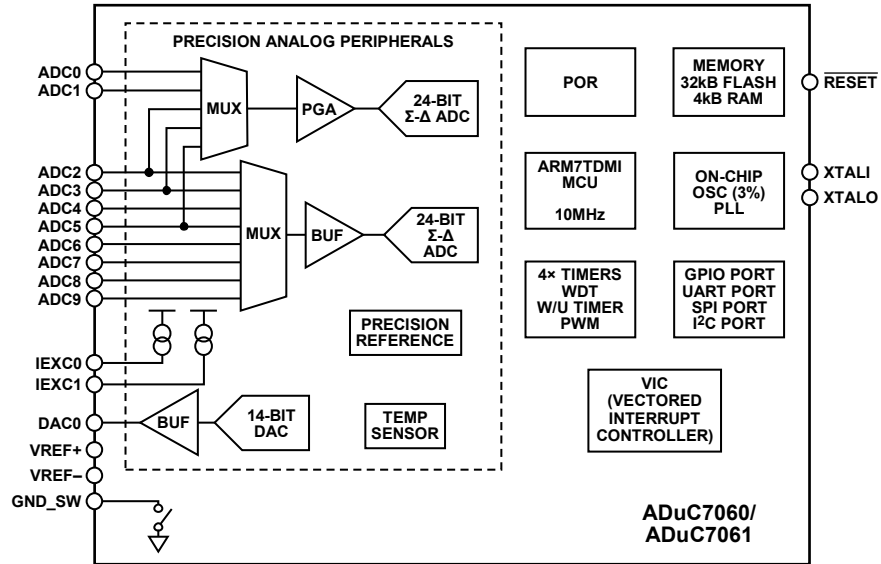 PRECISION ANALOG PERIPHERALS
ADC0
ADC1
MUX
PGA
24-BIT
Σ-Δ ADC
ADC2
ADC3
ADC4
ADC5
ADC6
ADC7
ADC8
ADC9
MUX
BUF
24-BIT
Σ-Δ
ADC
PRECISION
REFERENCE
IEXC0
IEXC1
DAC0
BUF
14-BIT
DAC
TEMP
SENSOR
VREF+
VREF–
GND_SW
POR
MEMORY
32kB FLASH
4kB RAM
RESET
ARM7TDMI
MCU
10MHz
ON-CHIP
OSC (3%)
PLL
XTALI
XTALO
4× TIMERS
WDT
W/U TIMER
PWM
GPIO PORT
UART PORT
SPI PORT
I²C PORT
VIC
(VECTORED
INTERRUPT
CONTROLLER)
ADuC7060/
ADuC7061